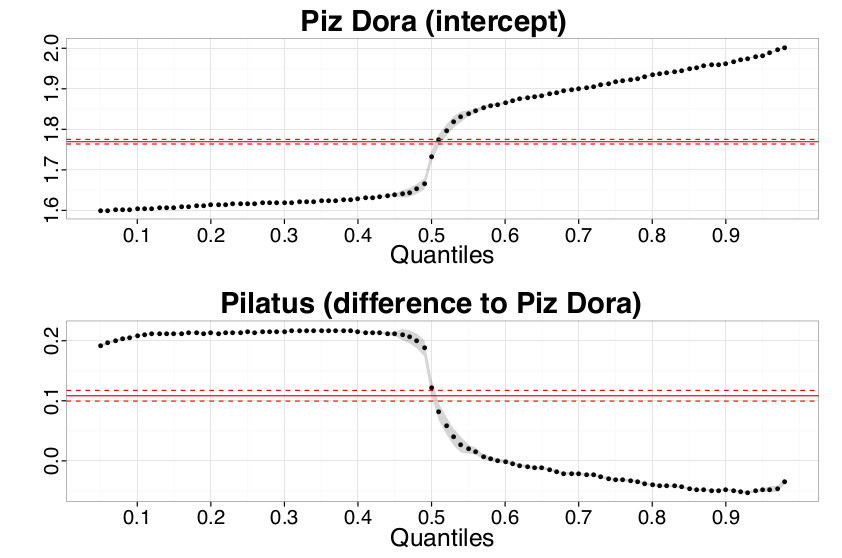 Piz Dora (intercept)
2.0
1.9
1.8
1.7
1.6
0.1 0.2 0.3 0.4 0.5 0.6 0.7 0.8 0.9
Quantiles
Pilatus (difference to Piz Dora)
0.2
0.1
0.0
0.1 0.2 0.3 0.4 0.5 0.6 0.7 0.8 0.9
Quantiles